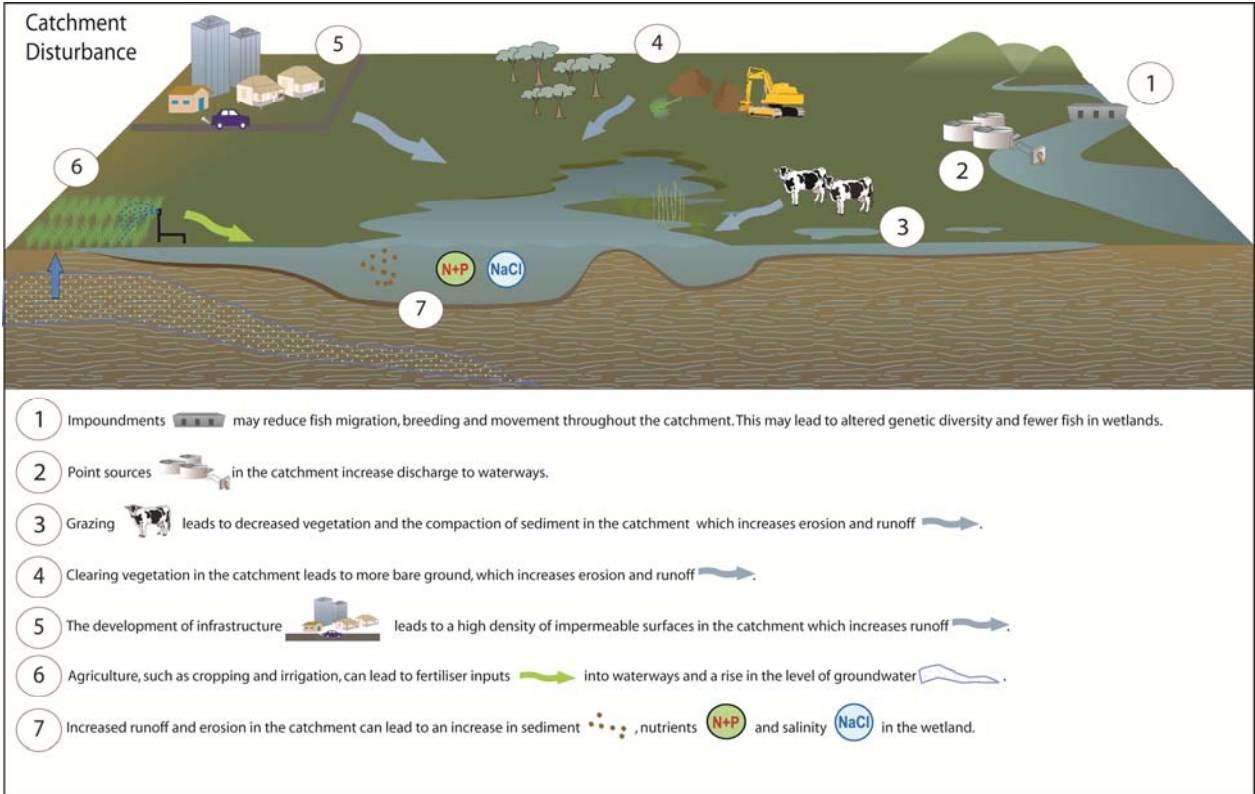 Catchment
Disturbance
5
4
1
6
2
3
N+P
NaCl
7
1 Impoundments may reduce fish migration, breeding and movement throughout the catchment. This may lead to altered genetic diversity and fewer fish in wetlands.
2 Point sources in the catchment increase discharge to waterways.
3 Grazing leads to decreased vegetation and the compaction of sediment in the catchment which increases erosion and runoff .
4 Clearing vegetation in the catchment leads to more bare ground, which increases erosion and runoff .
5 The development of infrastructure leads to a high density of impermeable surfaces in the catchment which increases runoff .
6 Agriculture, such as cropping and irrigation, can lead to fertiliser inputs into waterways and a rise in the level of groundwater .
7 Increased runoff and erosion in the catchment can lead to an increase in sediment , nutrients N+P and salinity NaCl in the wetland.